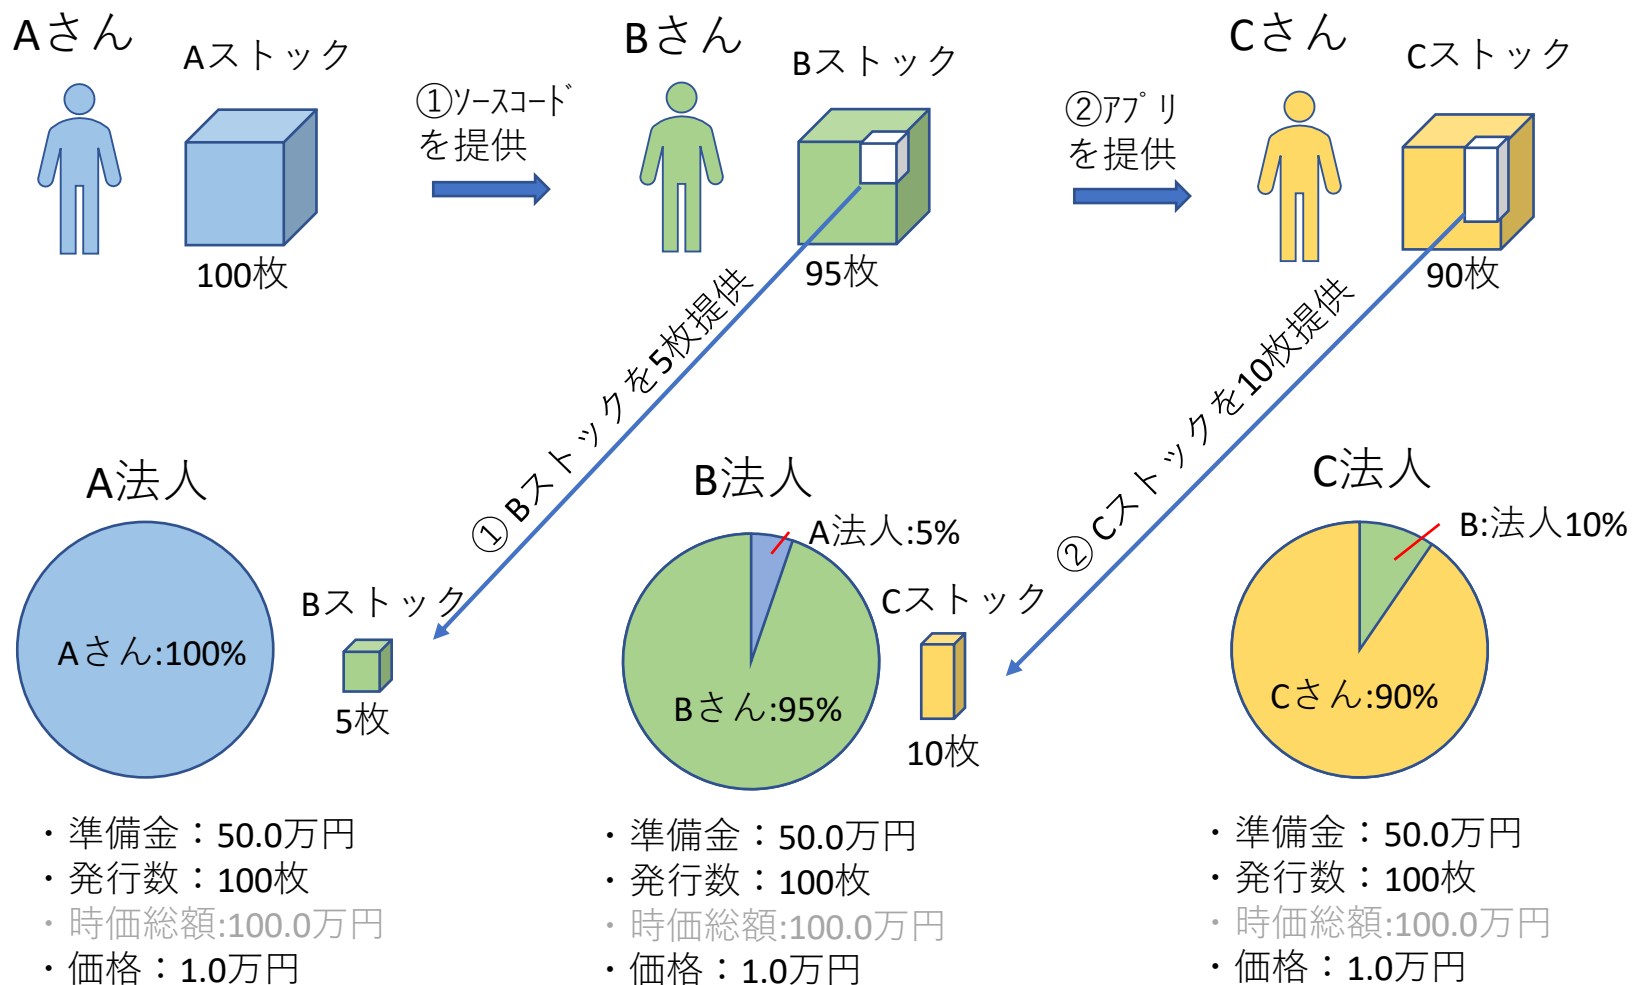 Aさん
Aストック
100枚
①ｿｰｽｺｰﾄﾞ
を提供
Bさん
Bストック
95枚
②ｱﾌﾟﾘ
を提供
Cさん
Cストック
90枚
①Bストックを5枚提供
②Cストックを10枚提供
A法人
Aさん:100%
Bストック
5枚
B法人
A法人:5%
Bさん:95%
Cストック
10枚
C法人
B:法人10%
Cさん:90%
・準備金：50.0万円
・発行数：100枚
・時価総額:100.0万円
・価格：1.0万円
・準備金：50.0万円
・発行数：100枚
・時価総額:100.0万円
・価格：1.0万円
・準備金：50.0万円
・発行数：100枚
・時価総額:100.0万円
・価格：1.0万円